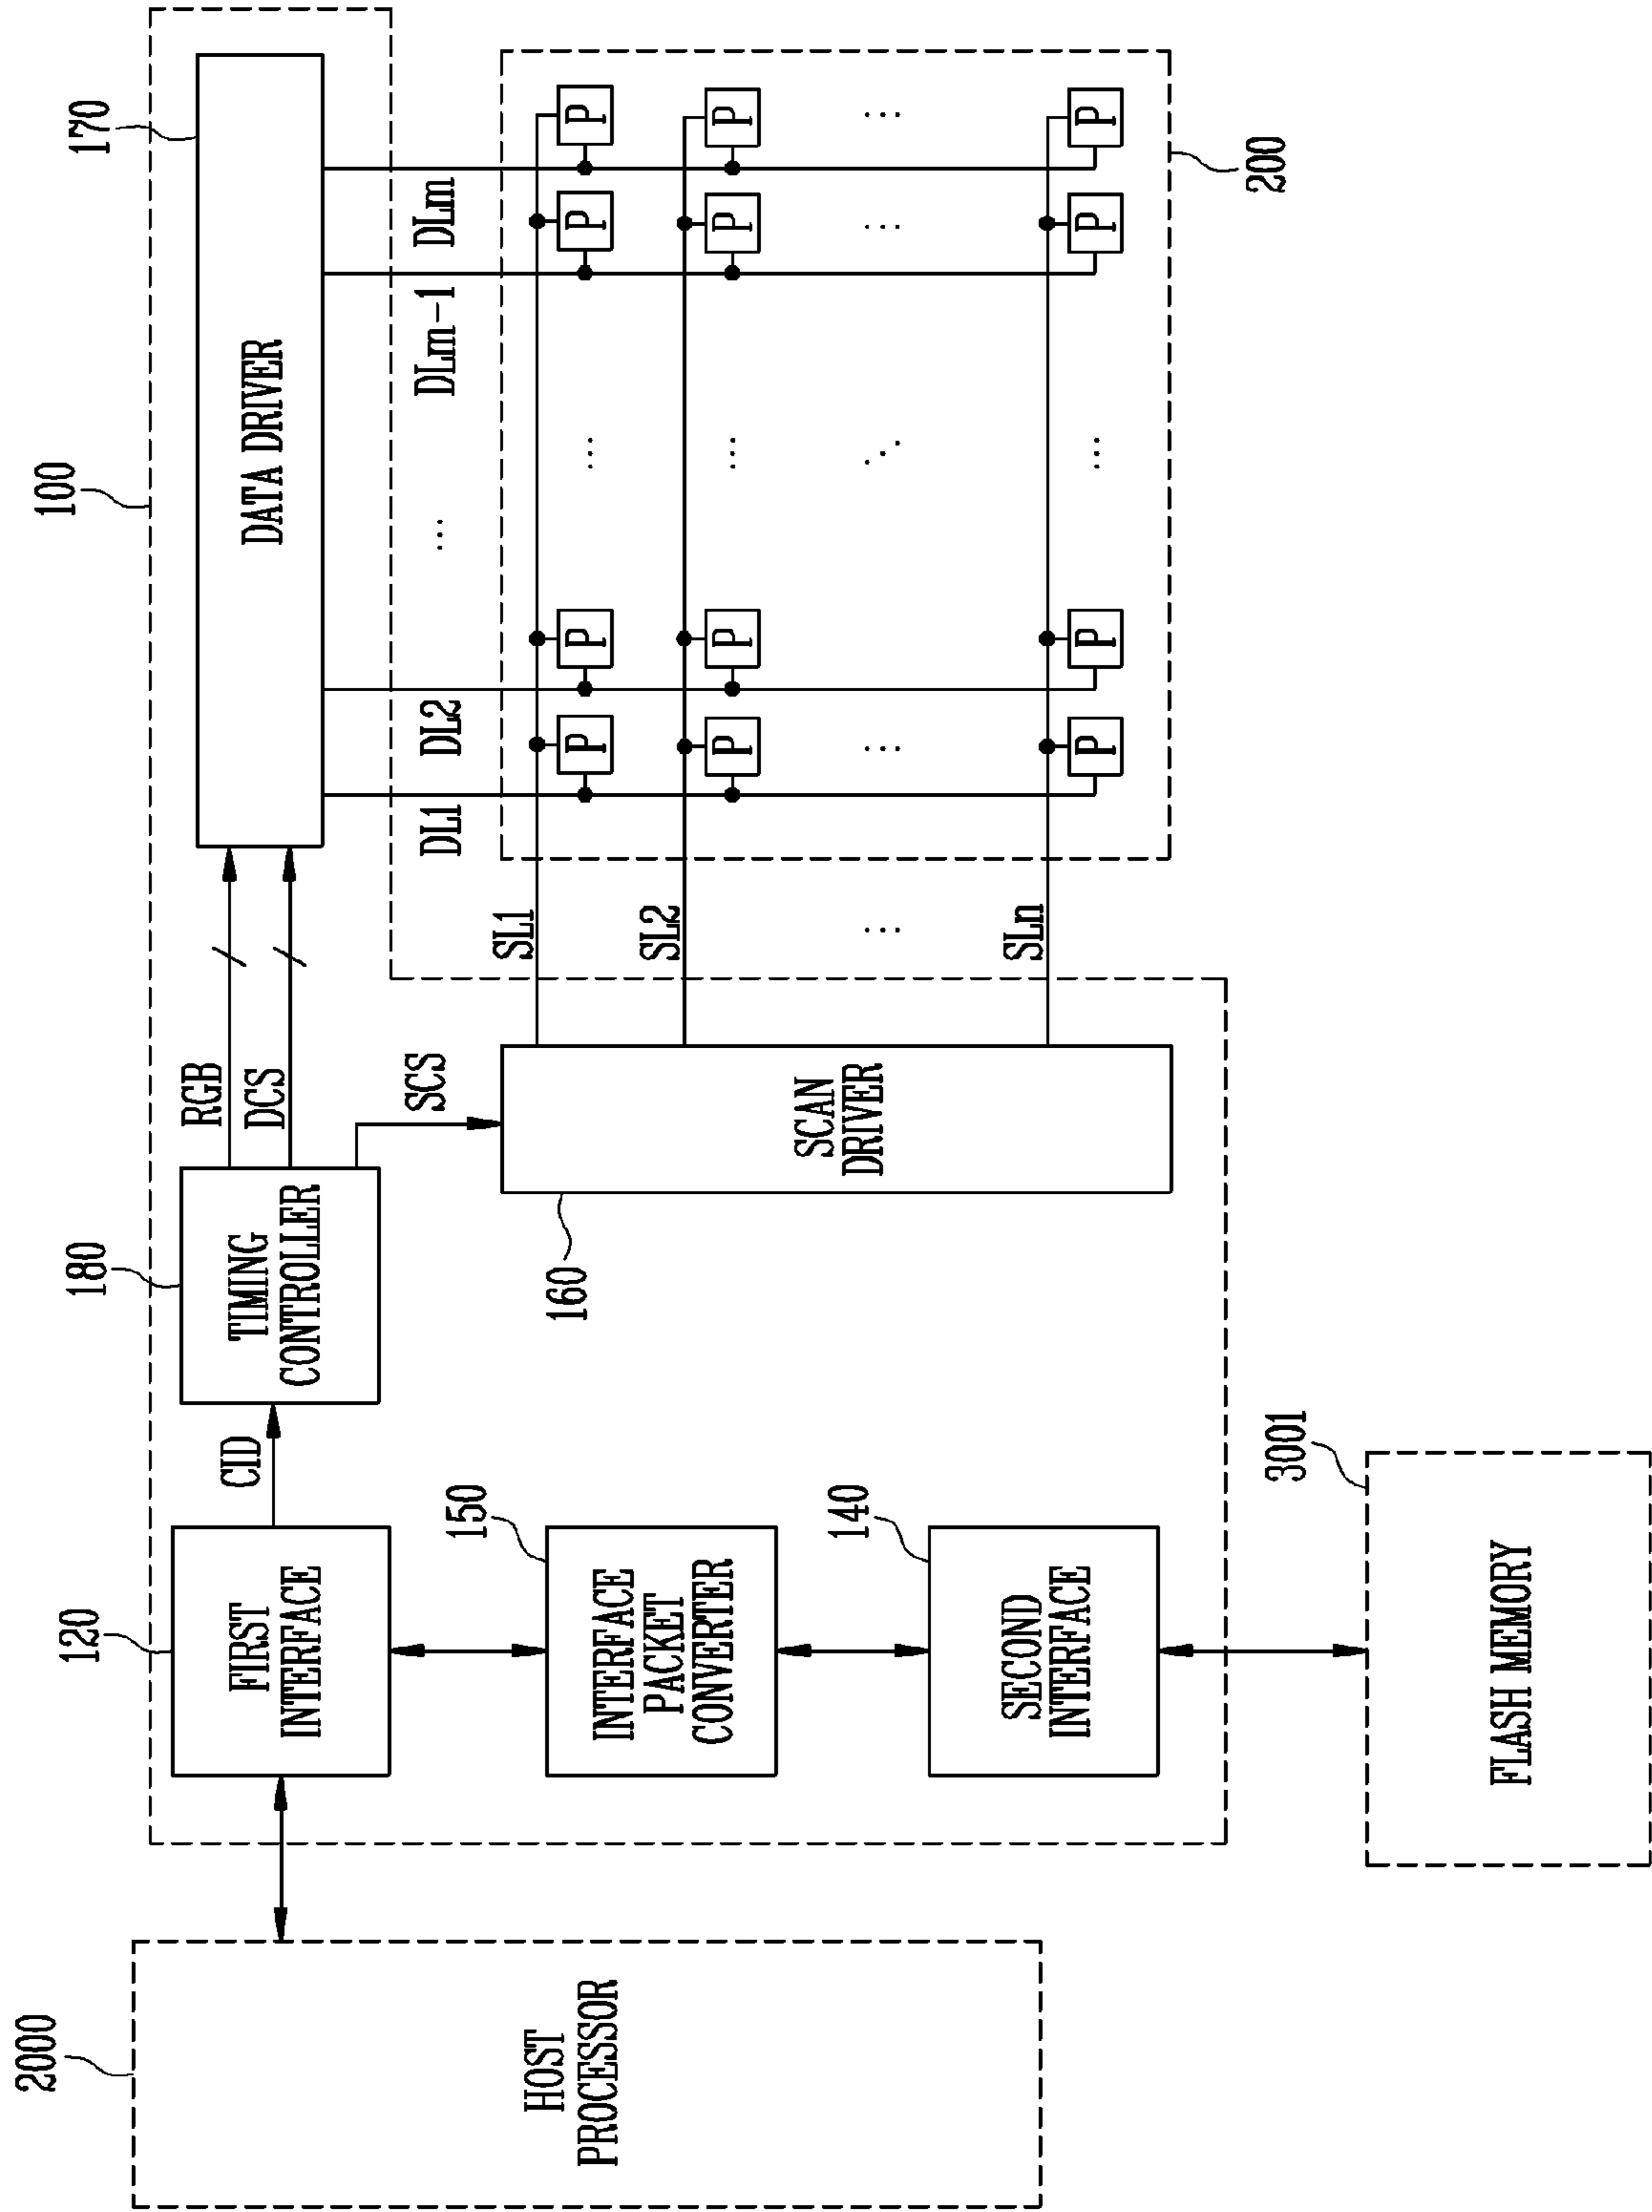 100
170
DATA DRIVER
180
TIMING
CONTROLLER
RGB
DCS
SCS
CID
120
FIRST
INTERFACE
2000
HOST
PROCESSOR
150
INTERFACE
PACKET
CONVERTER
140
SECOND
INTERFACE
160
SCAN
DRIVER
DL1
DL2
...
DLm-1
DLm
SL1
P
P
...
P
P
SL2
P
P
...
P
P
...
...
...
...
...
...
SLn
P
P
...
P
P
200
3001
FLASH MEMORY